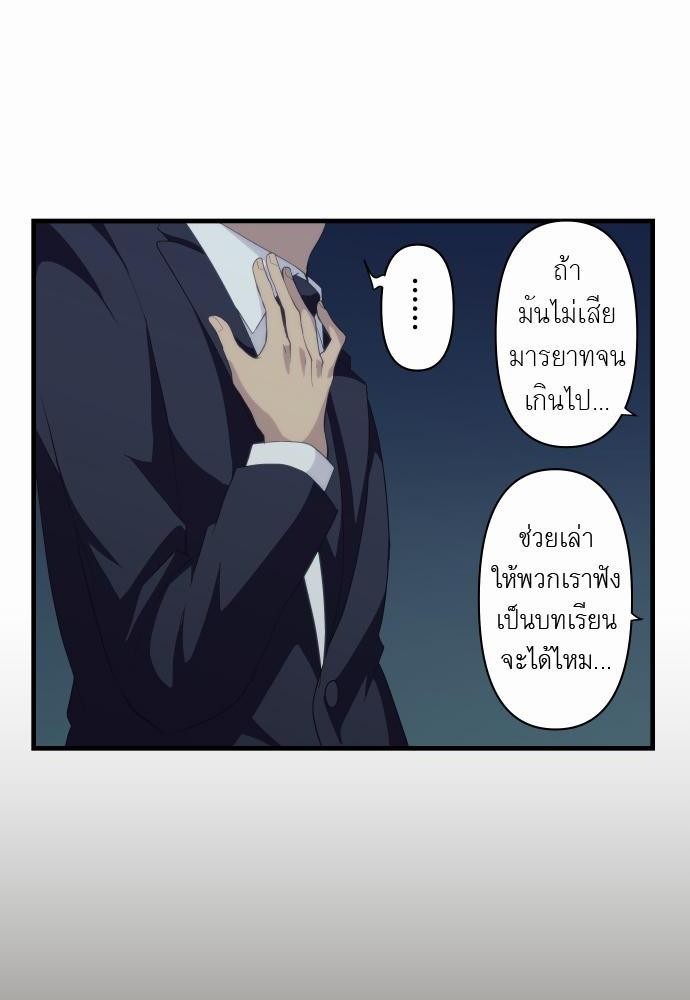 ถ้า
มันไม่เสีย
มารยาทจน
เกินไป...
ช่วยเล่า
ให้พวกเราฟัง
เป็นบทเรียน
จะได้ไหม...
......